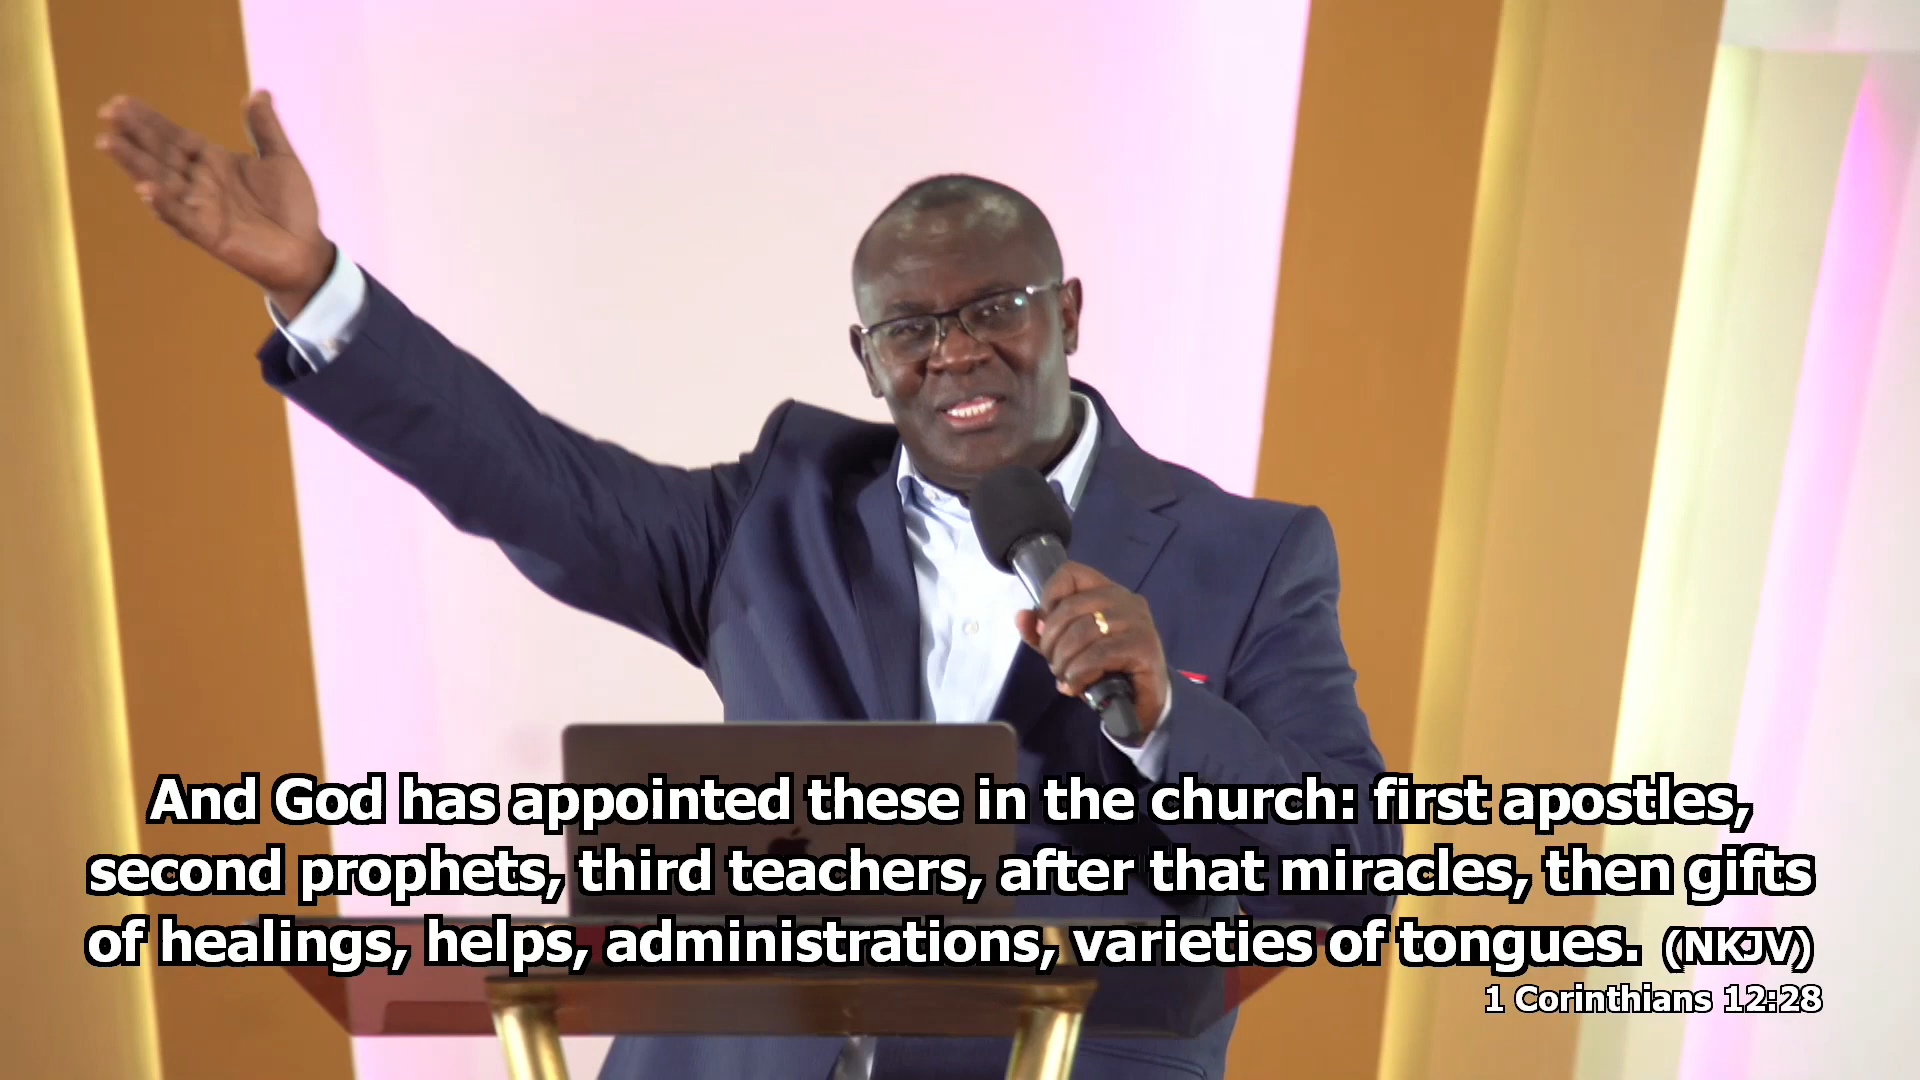 And God has appointed these in the church: first apostles,
second prophets, third teachers, after that miracles, then gifts
of healings, helps, administrations, varieties of tongues. (NKJV)
1 Corinthians 12:28